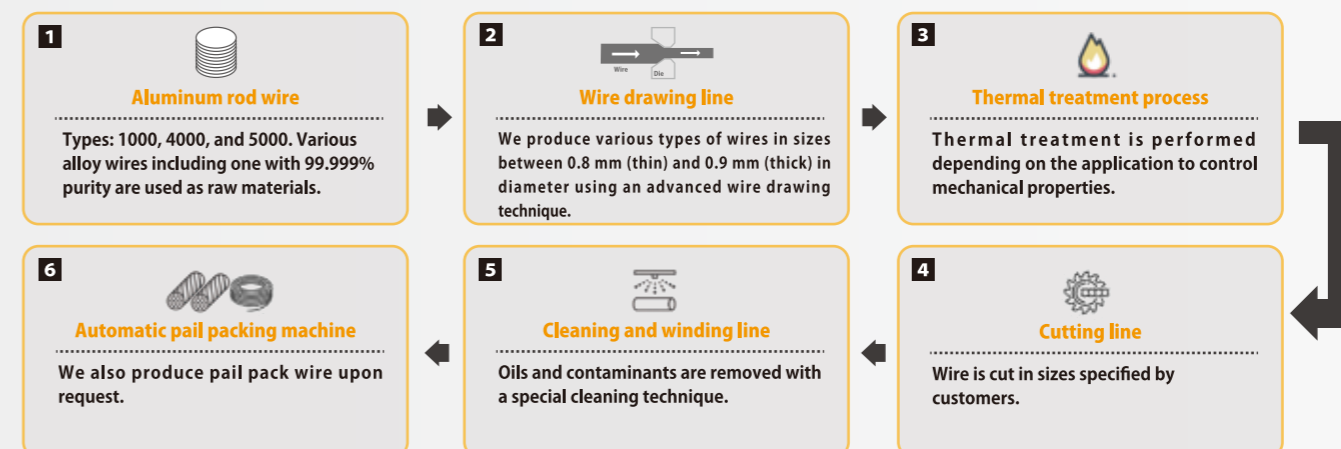 1
Aluminum rod wire
Types: 1000, 4000, and 5000. Various
alloy wires including one with 99.999%
purity are used as raw materials.
2
Wire
Die
Wire drawing line
We produce various types of wires in sizes
between 0.8 mm (thin) and 0.9 mm (thick) in
diameter using an advanced wire drawing
technique.
3
Thermal treatment process
Thermal treatment is performed
depending on the application to control
mechanical properties.
4
Cutting line
Wire is cut in sizes specified by
customers.
5
Cleaning and winding line
Oils and contaminants are removed with
a special cleaning technique.
6
Automatic pail packing machine
We also produce pail pack wire upon
request.